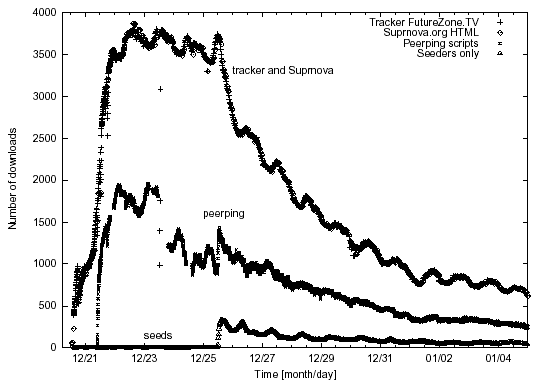 Tracker FutureZone.TV
Suprnova.org HTML
Peerping scripts
Seeders only
4000
3500
3000
2500
2000
1500
1000
500
0
Number of downloads
tracker and Suprnova
peerping
seeds
12/21 12/23 12/25 12/27 12/29 12/31 01/02 01/04
Time [month/day]